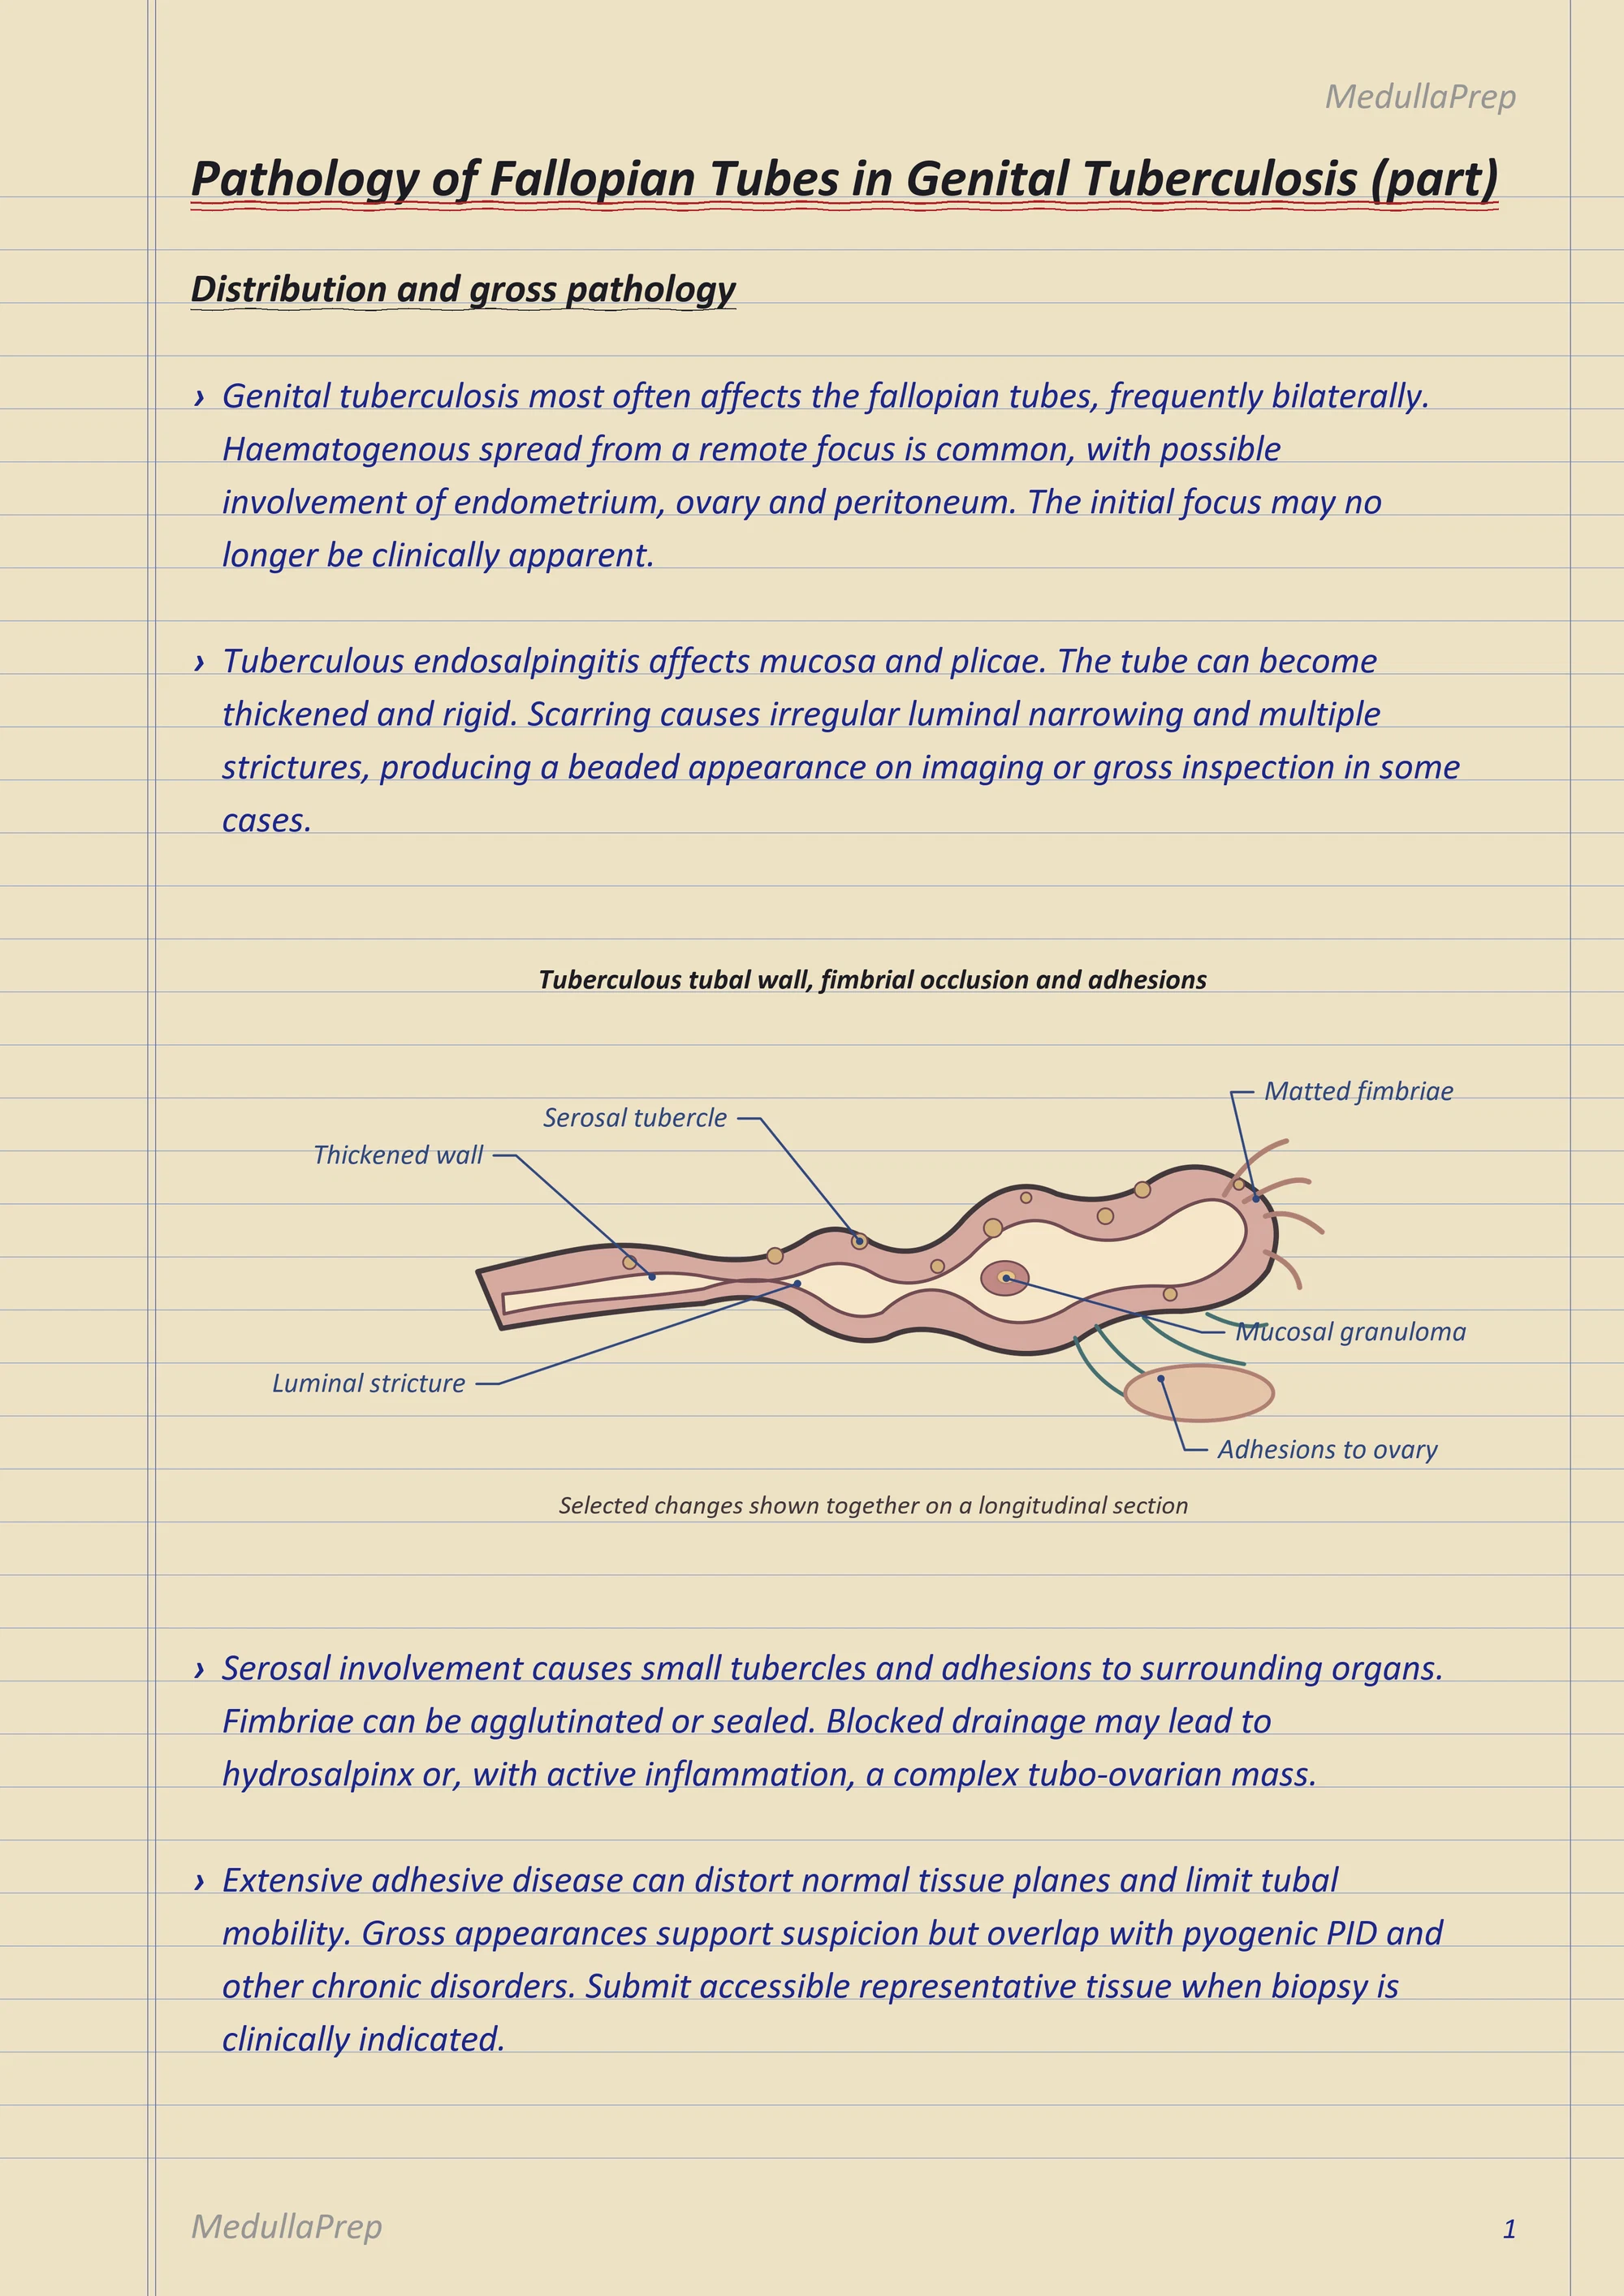 MedullaPrep
Pathology of Fallopian Tubes in Genital Tuberculosis (part)
Distribution and gross pathology
› Genital tuberculosis most often affects the fallopian tubes, frequently bilaterally.
Haematogenous spread from a remote focus is common, with possible
involvement of endometrium, ovary and peritoneum. The initial focus may no
longer be clinically apparent.
› Tuberculous endosalpingitis affects mucosa and plicae. The tube can become
thickened and rigid. Scarring causes irregular luminal narrowing and multiple
strictures, producing a beaded appearance on imaging or gross inspection in some
cases.
Tuberculous tubal wall, fimbrial occlusion and adhesions
Matted fimbriae
Serosal tubercle
Thickened wall
Mucosal granuloma
Luminal stricture
Adhesions to ovary
Selected changes shown together on a longitudinal section
› Serosal involvement causes small tubercles and adhesions to surrounding organs.
Fimbriae can be agglutinated or sealed. Blocked drainage may lead to
hydrosalpinx or, with active inflammation, a complex tubo-ovarian mass.
› Extensive adhesive disease can distort normal tissue planes and limit tubal
mobility. Gross appearances support suspicion but overlap with pyogenic PID and
other chronic disorders. Submit accessible representative tissue when biopsy is
clinically indicated.
MedullaPrep
1